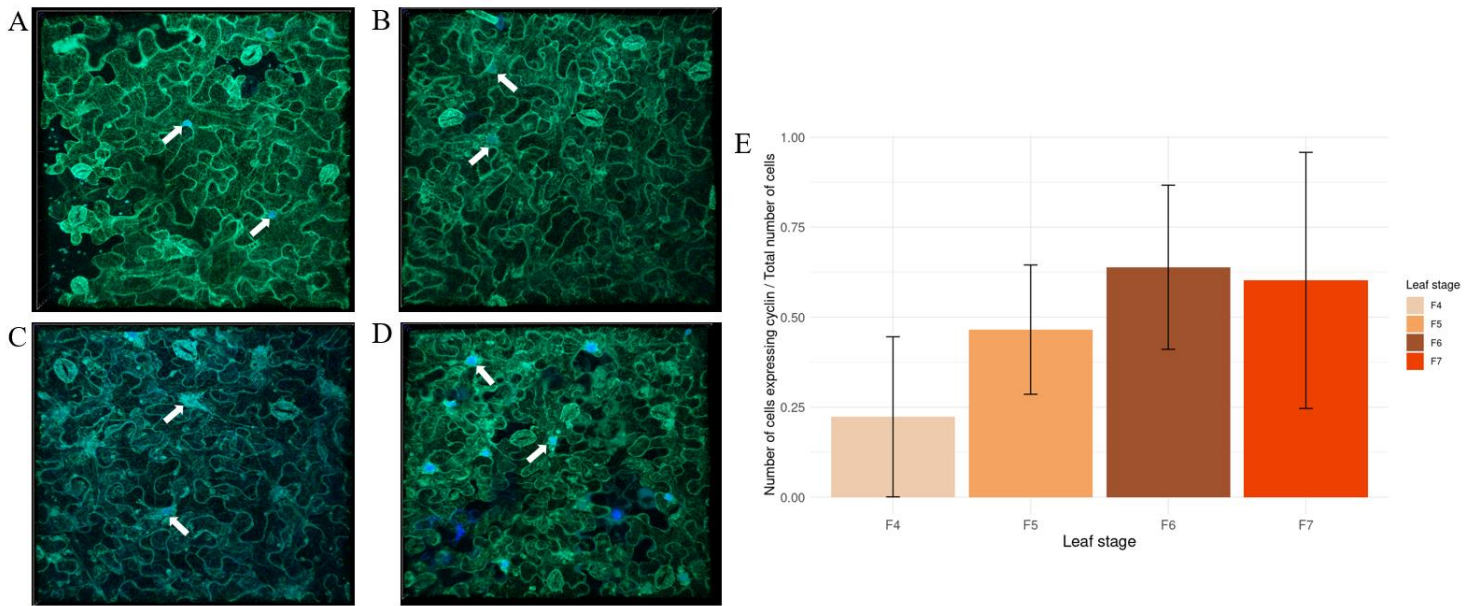 A
B
C
D
E
Number of cells expressing cyclin / Total number of cells
1.00
0.75
0.50
0.25
0.00
F4
F5
F6
F7
Leaf stage
Leaf stage
F4
F5
F6
F7